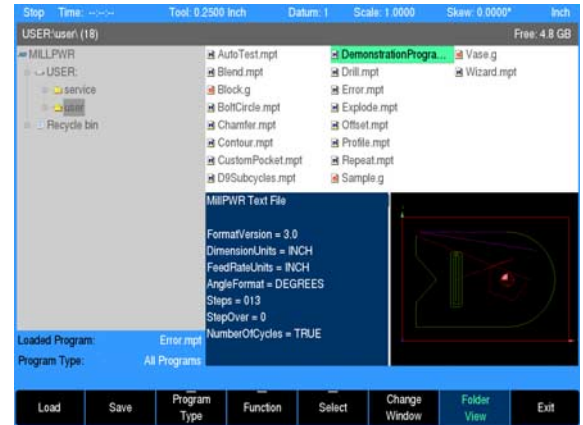 Stop Time: --:--:-- Tool: 0.2500 Inch Datum: 1 Scale: 1.0000 Skew: 0.0000° Inch
USER:\user\ (18) Free: 4.8 GB
MILLPWR
USER:
service
user
Recycle bin
AutoTest.mpt
Blend.mpt
Block.g
BoltCircle.mpt
Chamfer.mpt
Contour.mpt
CustomPocket.mpt
D9Subcycles.mpt
DemonstrationProgra...
Drill.mpt
Error.mpt
Explode.mpt
Offset.mpt
Profile.mpt
Repeat.mpt
Sample.g
Vase.g
Wizard.mpt
MillPWR Text File
FormatVersion = 3.0
DimensionUnits = INCH
FeedRateUnits = INCH
AngleFormat = DEGREES
Steps = 013
StepOver = 0
NumberOfCycles = TRUE
Loaded Program: Error.mpt
Program Type: All Programs
Load
Save
Program
Type
Function
Select
Change
Window
Folder
View
Exit